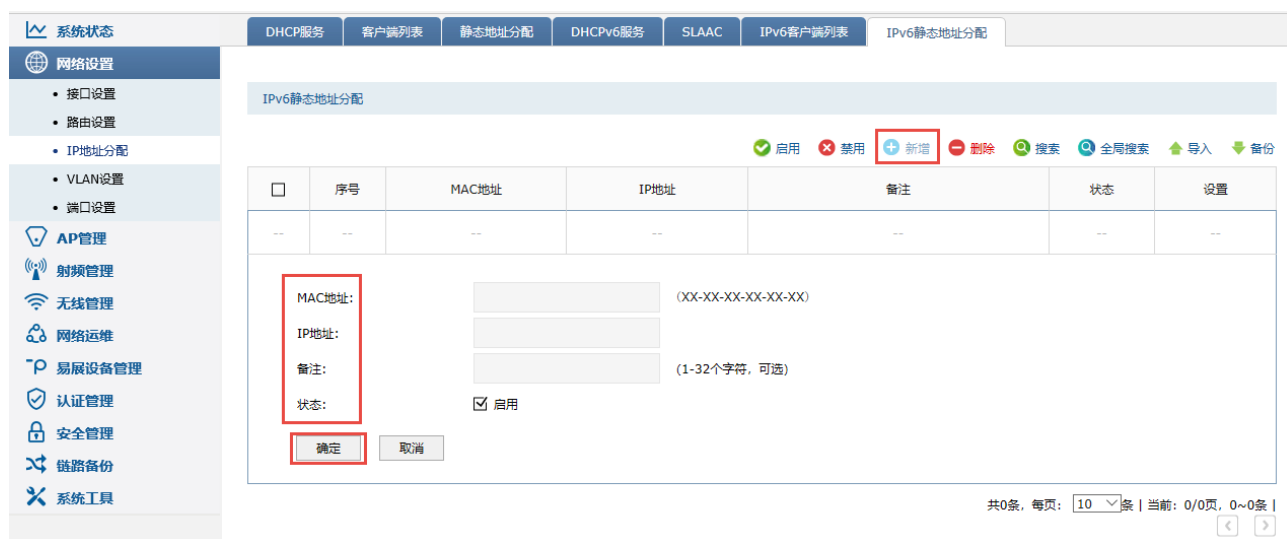 系统状态
网络设置
接口设置
路由设置
IP地址分配
VLAN设置
端口设置
AP管理
射频管理
无线管理
网络运维
易展设备管理
认证管理
安全管理
链路备份
系统工具
DHCP服务 客户端列表 静态地址分配 DHCPv6服务 SLAAC IPv6客户端列表 IPv6静态地址分配
IPv6静态地址分配
启用 禁用 新增 删除 搜索 全局搜索 导入 备份
序号 MAC地址 IP地址 备注 状态 设置
-- -- -- -- -- -- --
MAC地址: (XX-XX-XX-XX-XX-XX)
IP地址:
备注: (1-32个字符, 可选)
状态: 启用
确定 取消
共0条, 每页: 10 条 | 当前: 0/0页, 0~0条 |